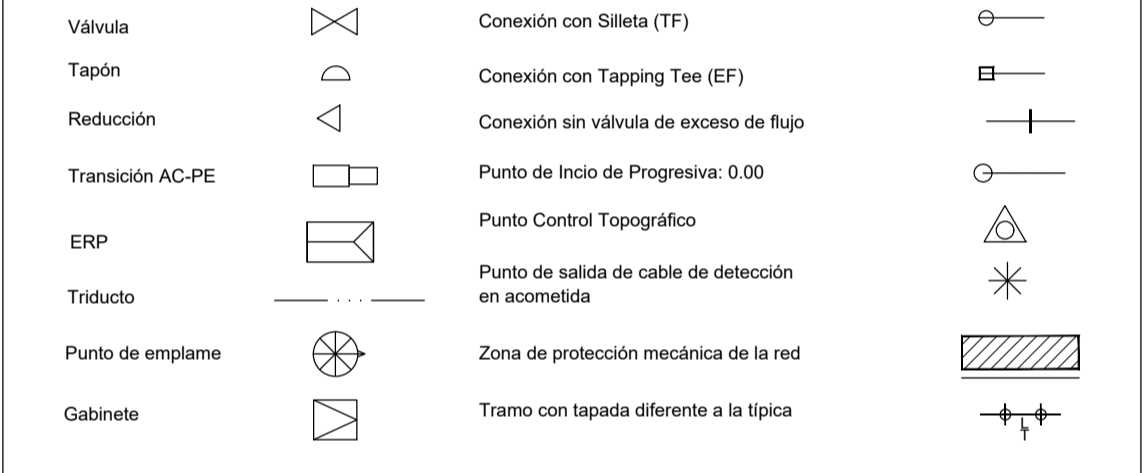 Válvula
Tapón
Reducción
Transición AC-PE
ERP
Triducto
Punto de emplame
Gabinete
Conexión con Silleta (TF)
Conexión con Tapping Tee (EF)
Conexión sin válvula de exceso de flujo
Punto de Incio de Progresiva: 0.00
Punto Control Topográfico
Punto de salida de cable de detección
en acometida
Zona de protección mecánica de la red
Tramo con tapada diferente a la típica